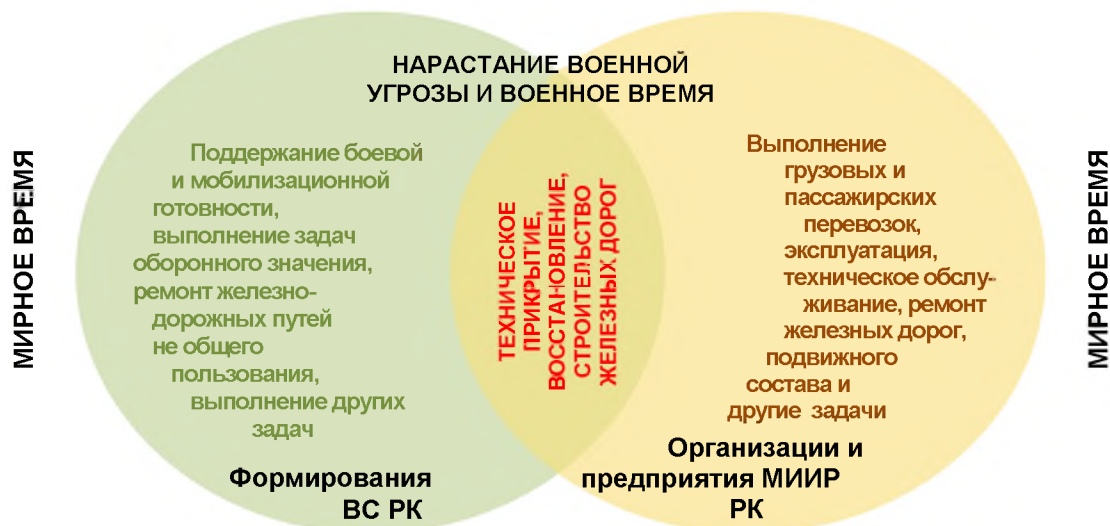 НАРАСТАНИЕ ВОЕННОЙ
УГРОЗЫ И ВОЕННОЕ ВРЕМЯ
МИРНОЕ ВРЕМЯ
Поддержание боевой
и мобилизационной
готовности,
выполнение задач
оборонного значения,
ремонт железно-
дорожных путей
не общего
пользования,
выполнение других
задач
Формирования
ВС РК
ТЕХНИЧЕСКОЕ
ПРИКРЫТИЕ,
ВОССТАНОВЛЕНИЕ,
СТРОИТЕЛЬСТВО
ЖЕЛЕЗНЫХ ДОРОГ
Выполнение
грузовых и
пассажирских
перевозок,
эксплуатация,
техническое обслу-
живание, ремонт
железных дорог,
подвижного
состава и
другие задачи
Организации и
предприятия МИИР
РК
МИРНОЕ ВРЕМЯ